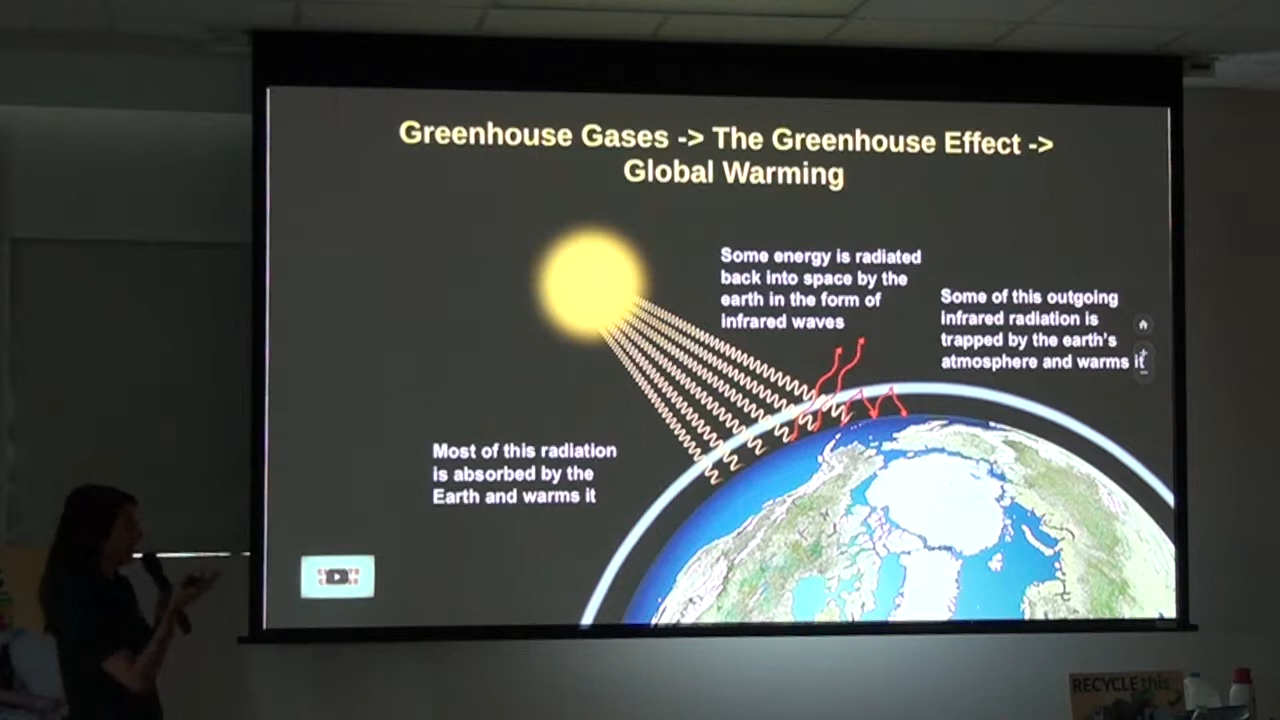 Greenhouse Gases -> The Greenhouse Effect ->
Global Warming
Some energy is radiated
back into space by the
earth in the form of
infrared waves
Some of this outgoing
infrared radiation is
trapped by the earth's
atmosphere and warms it
Most of this radiation
is absorbed by the
Earth and warms it
RECYCLE this